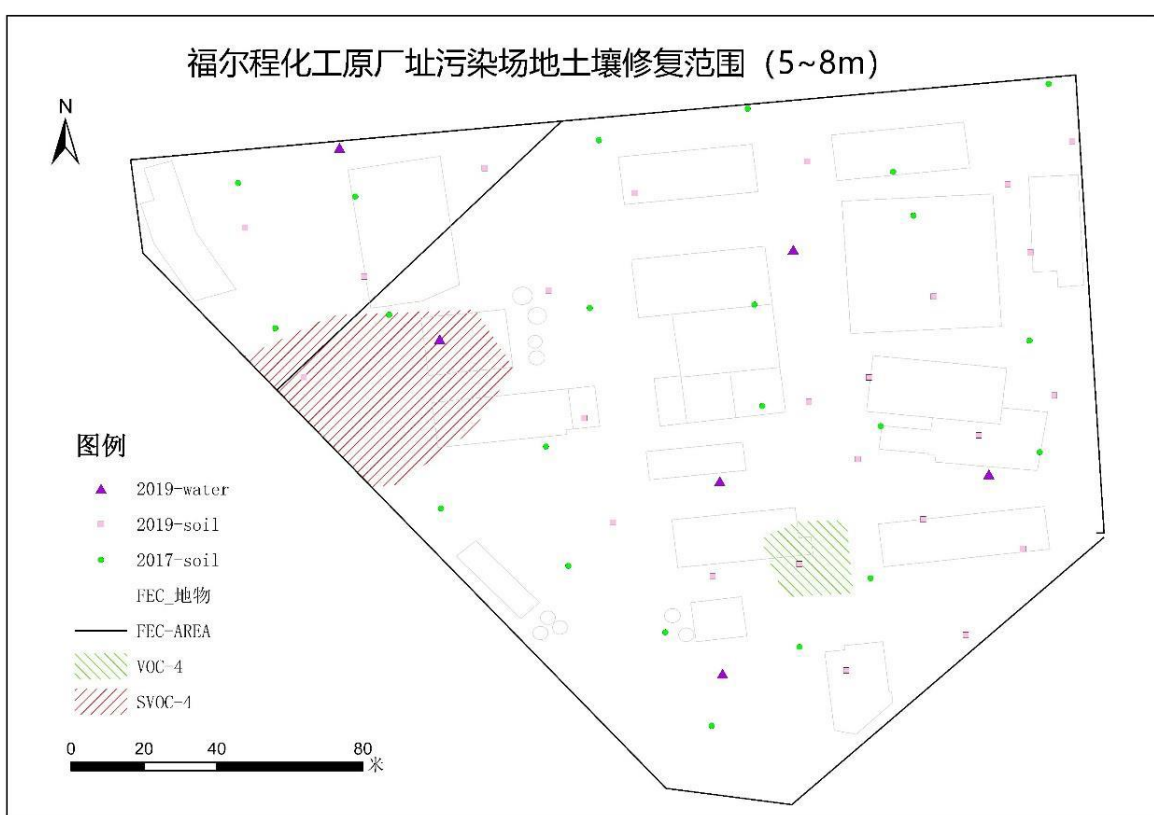 福尔程化工原厂址污染场地土壤修复范围（5~8m）
N
图例
2019-water
2019-soil
2017-soil
FEC_地物
FEC-AREA
VOC-4
SVOC-4
0 20 40 80
米